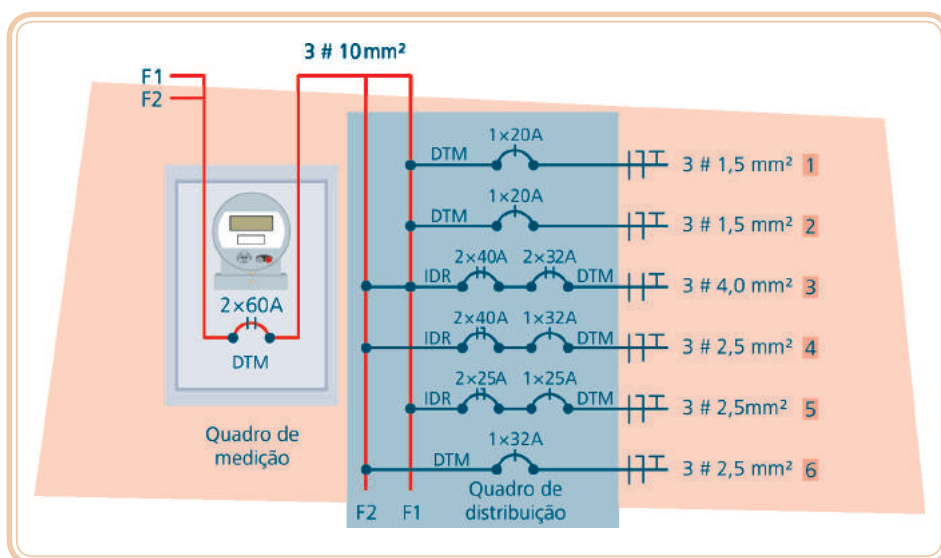 3 # 10mm²
F1
F2
1×20A
DTM
3 # 1,5 mm² 1
1×20A
DTM
3 # 1,5 mm² 2
2×40A 2×32A
IDR DTM
3 # 4,0 mm² 3
2×40A 1×32A
IDR DTM
3 # 2,5 mm² 4
2×25A 1×25A
IDR DTM
3 # 2,5mm² 5
1×32A
DTM
3 # 2,5 mm² 6
2×60A
DTM
Quadro de
medição
F2 F1
Quadro de
distribuição